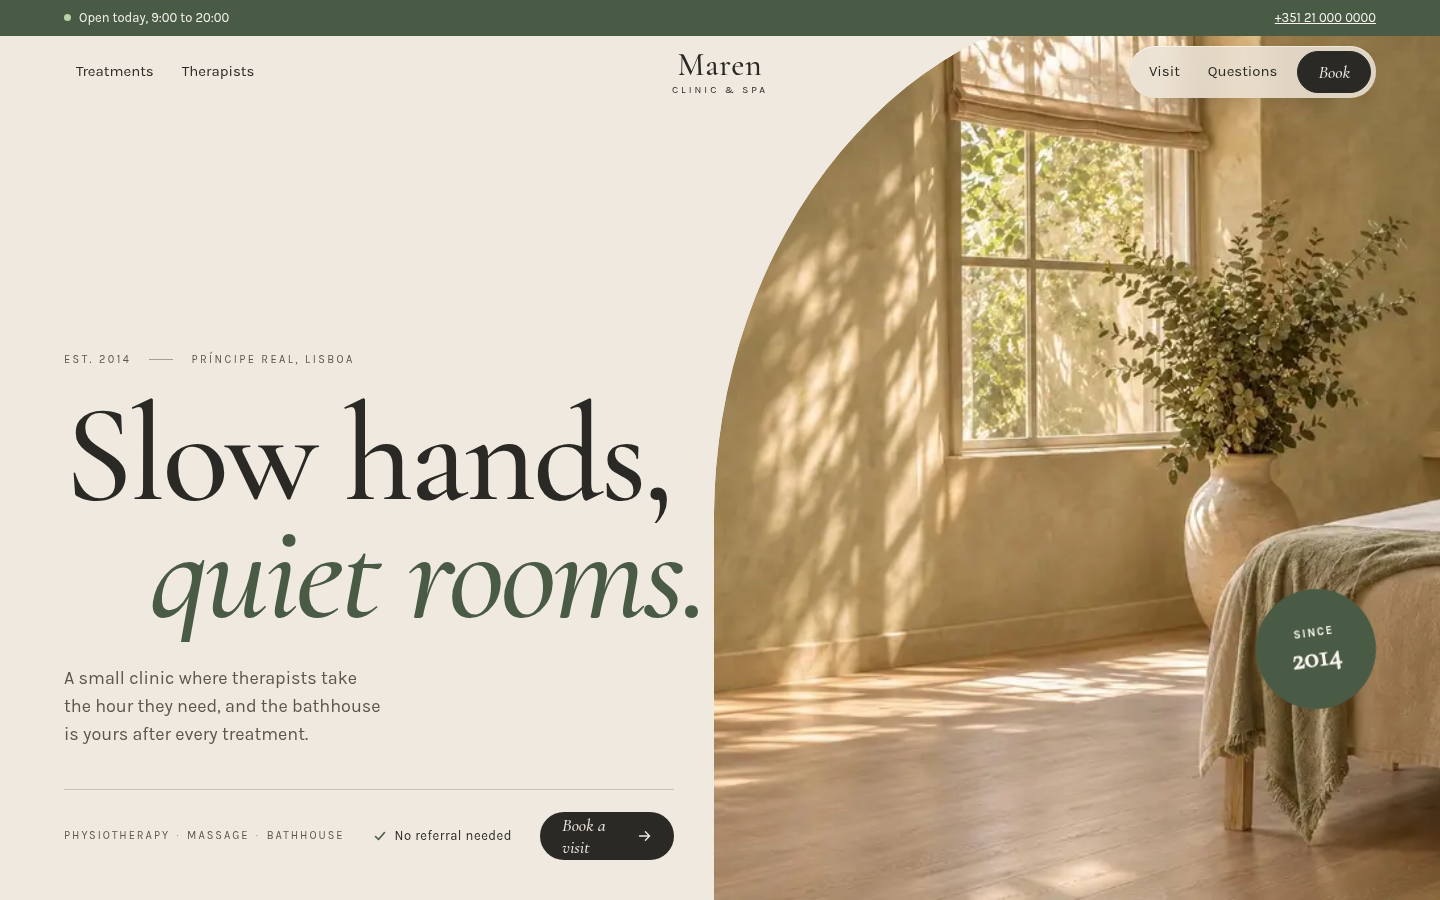 Open today, 9:00 to 20:00
+351 21 000 0000
Treatments
Therapists
Maren
CLINIC & SPA
Visit
Questions
Book
EST. 2014
PRÍNCIPE REAL, LISBOA
Slow hands,
quiet rooms.
A small clinic where therapists take
the hour they need, and the bathhouse
is yours after every treatment.
SINCE
2014
PHYSIOTHERAPY · MASSAGE · BATHHOUSE
No referral needed
Book a
visit